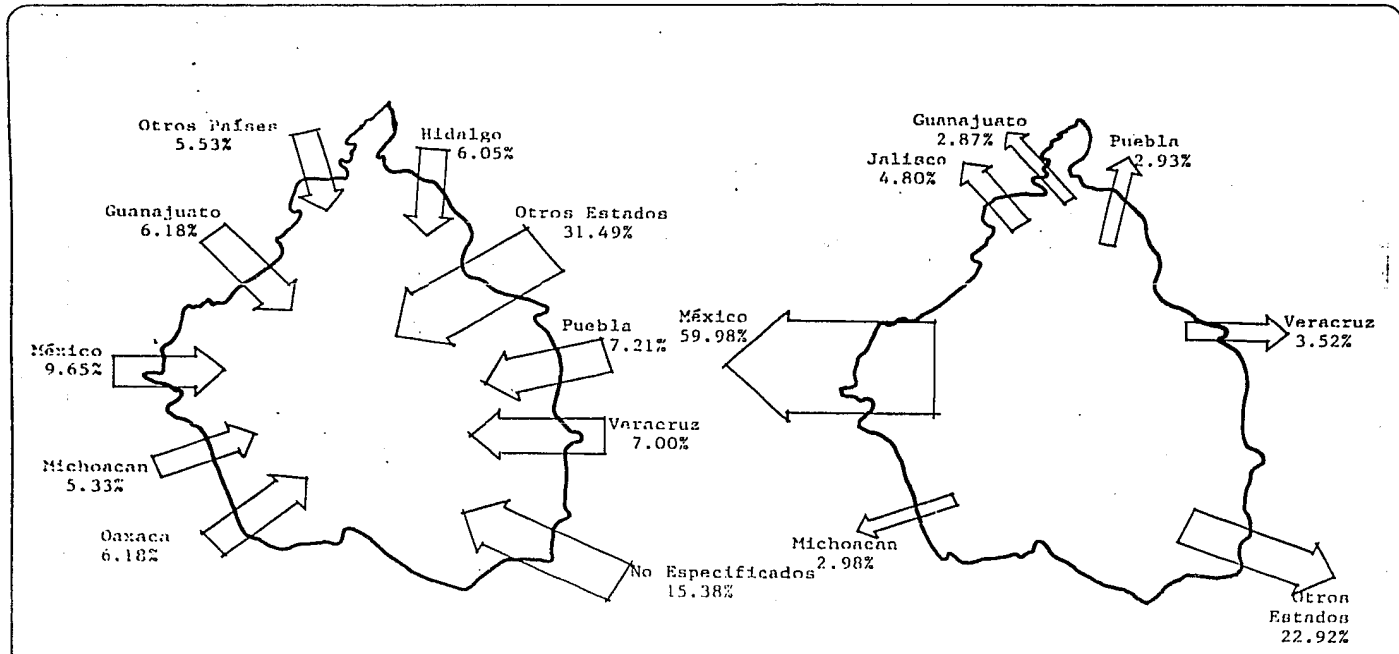 Otros Países
5.53%
Hidalgo
6.05%
Guanajuato
6.18%
Otros Estados
31.49%
México
9.65%
Puebla
7.21%
Veracruz
7.00%
Michoacan
5.33%
Oaxaca
6.18%
No Especificados
15.38%
Guanajuato
2.87%
Jalisco
4.80%
Puebla
2.93%
México
59.98%
Veracruz
3.52%
Michoacan
2.98%
Otros
Estados
22.92%